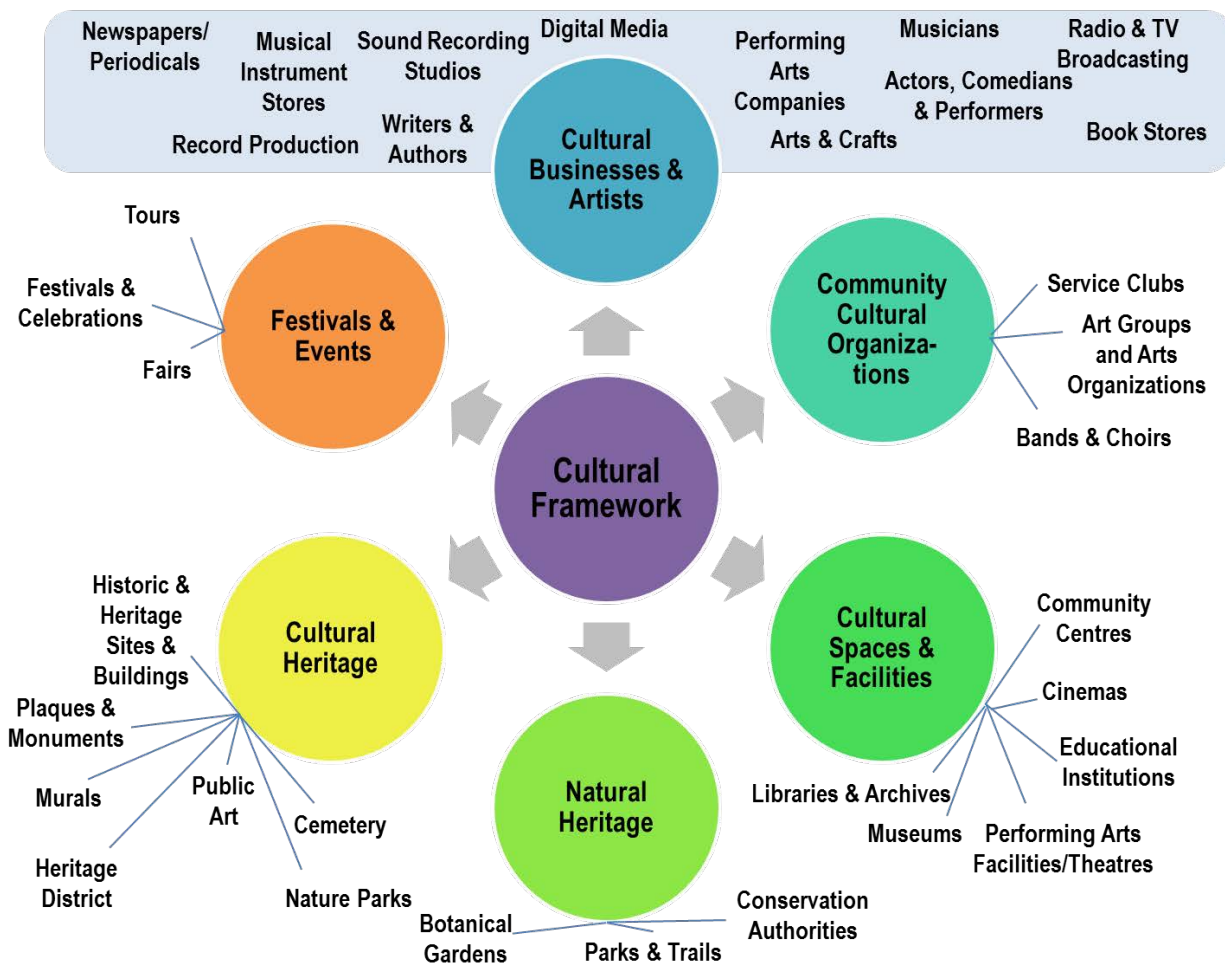 Newspapers/
Periodicals
Musical
Instrument
Stores
Sound Recording
Studios
Digital Media
Performing
Arts
Companies
Musicians
Radio & TV
Broadcasting
Actors, Comedians
& Performers
Record Production
Writers &
Authors
Arts & Crafts
Book Stores
Cultural
Businesses &
Artists
Tours
Festivals &
Celebrations
Fairs
Festivals &
Events
Community
Cultural
Organiza-
tions
Service Clubs
Art Groups
and Arts
Organizations
Bands & Choirs
Cultural
Framework
Historic &
Heritage
Sites &
Buildings
Plaques &
Monuments
Murals
Heritage
District
Public
Art
Cemetery
Nature Parks
Cultural
Heritage
Natural
Heritage
Botanical
Gardens
Parks & Trails
Conservation
Authorities
Cultural
Spaces &
Facilities
Community
Centres
Cinemas
Educational
Institutions
Libraries & Archives
Museums
Performing Arts
Facilities/Theatres